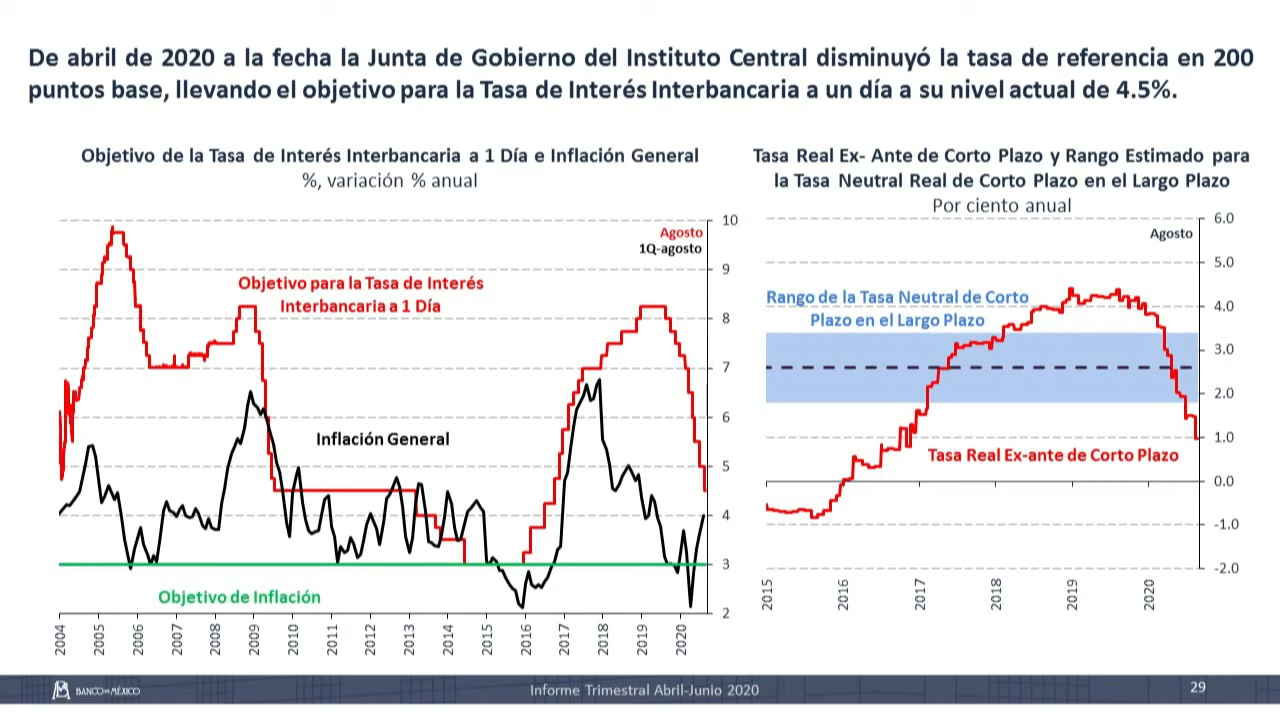 De abril de 2020 a la fecha la Junta de Gobierno del Instituto Central disminuyó la tasa de referencia en 200
puntos base, llevando el objetivo para la Tasa de Interés Interbancaria a un día a su nivel actual de 4.5%.
Objetivo de la Tasa de Interés Interbancaria a 1 Día e Inflación General
%, variación % anual
10
9
8
7
6
5
4
3
2
Agosto
1Q-agosto
Objetivo para la Tasa de Interés
Interbancaria a 1 Día
Inflación General
Objetivo de Inflación
2004
2005
2006
2007
2008
2009
2010
2011
2012
2013
2014
2015
2016
2017
2018
2019
2020
Tasa Real Ex- Ante de Corto Plazo y Rango Estimado para
la Tasa Neutral Real de Corto Plazo en el Largo Plazo
Por ciento anual
6.0
5.0
4.0
3.0
2.0
1.0
0.0
-1.0
-2.0
Agosto
Rango de la Tasa Neutral de Corto
Plazo en el Largo Plazo
Tasa Real Ex-ante de Corto Plazo
2015
2016
2017
2018
2019
2020
BANCO DE MÉXICO
Informe Trimestral Abril-Junio 2020
29